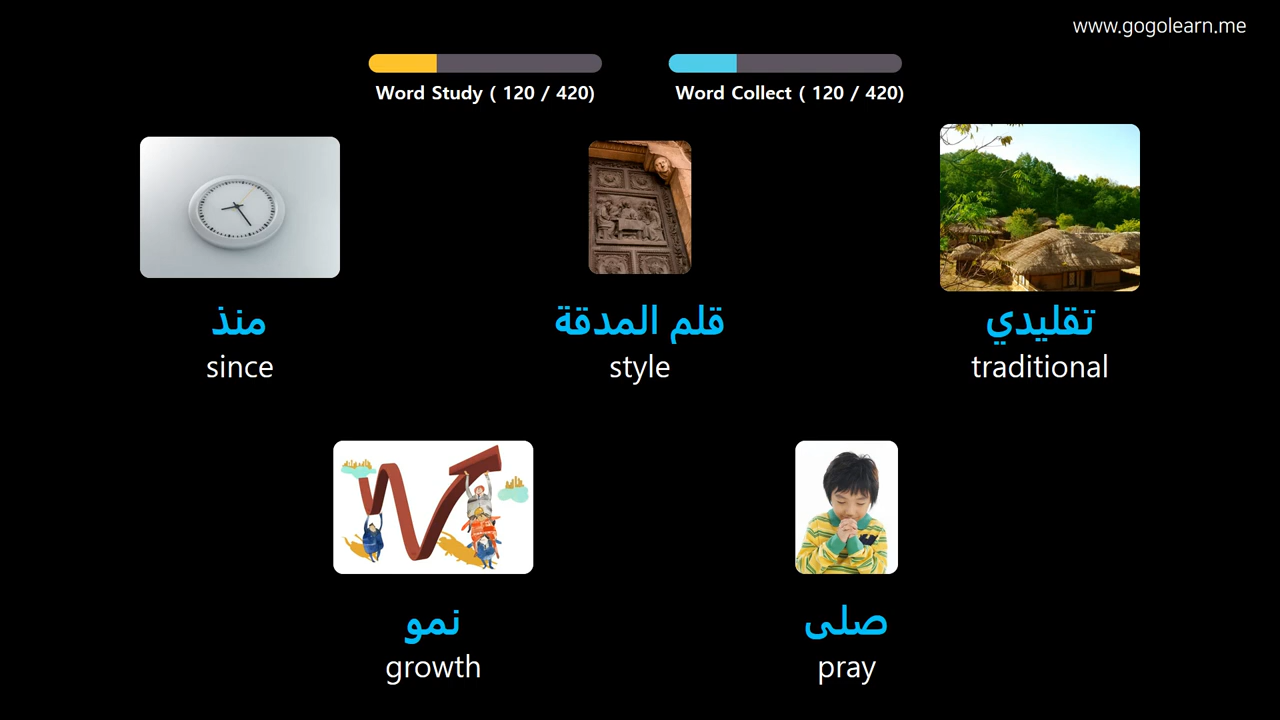 www.gogolearn.me
Word Study ( 120 / 420)
Word Collect ( 120 / 420)
منذ
since
قلم المدقة
style
تقليدي
traditional
نمو
growth
صلى
pray